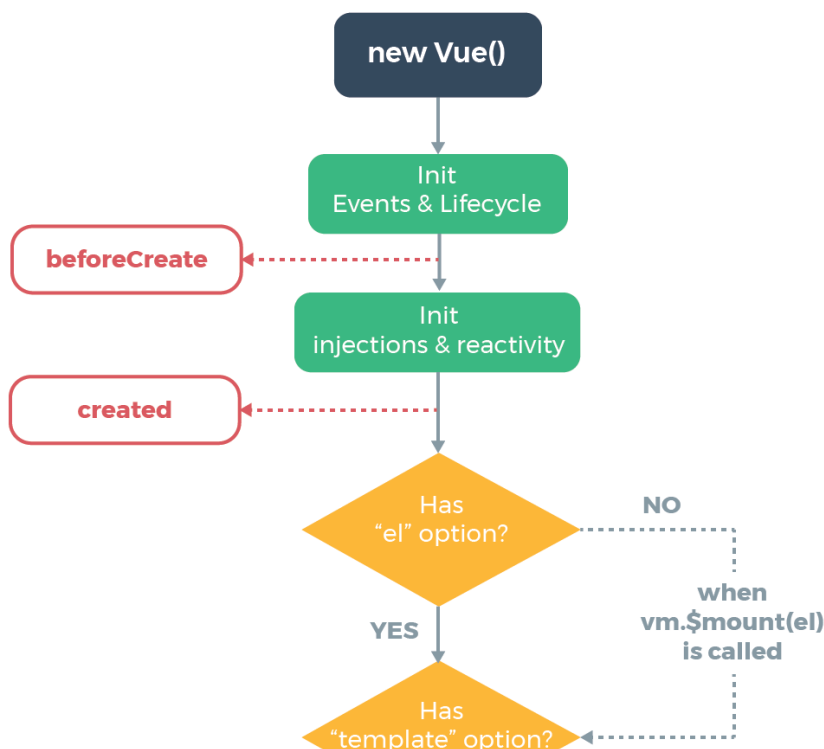 new Vue()
Init
Events & Lifecycle
beforeCreate
Init
injections & reactivity
created
Has
“el” option?
NO
when
vm.$mount(el)
is called
YES
Has
“template” option?